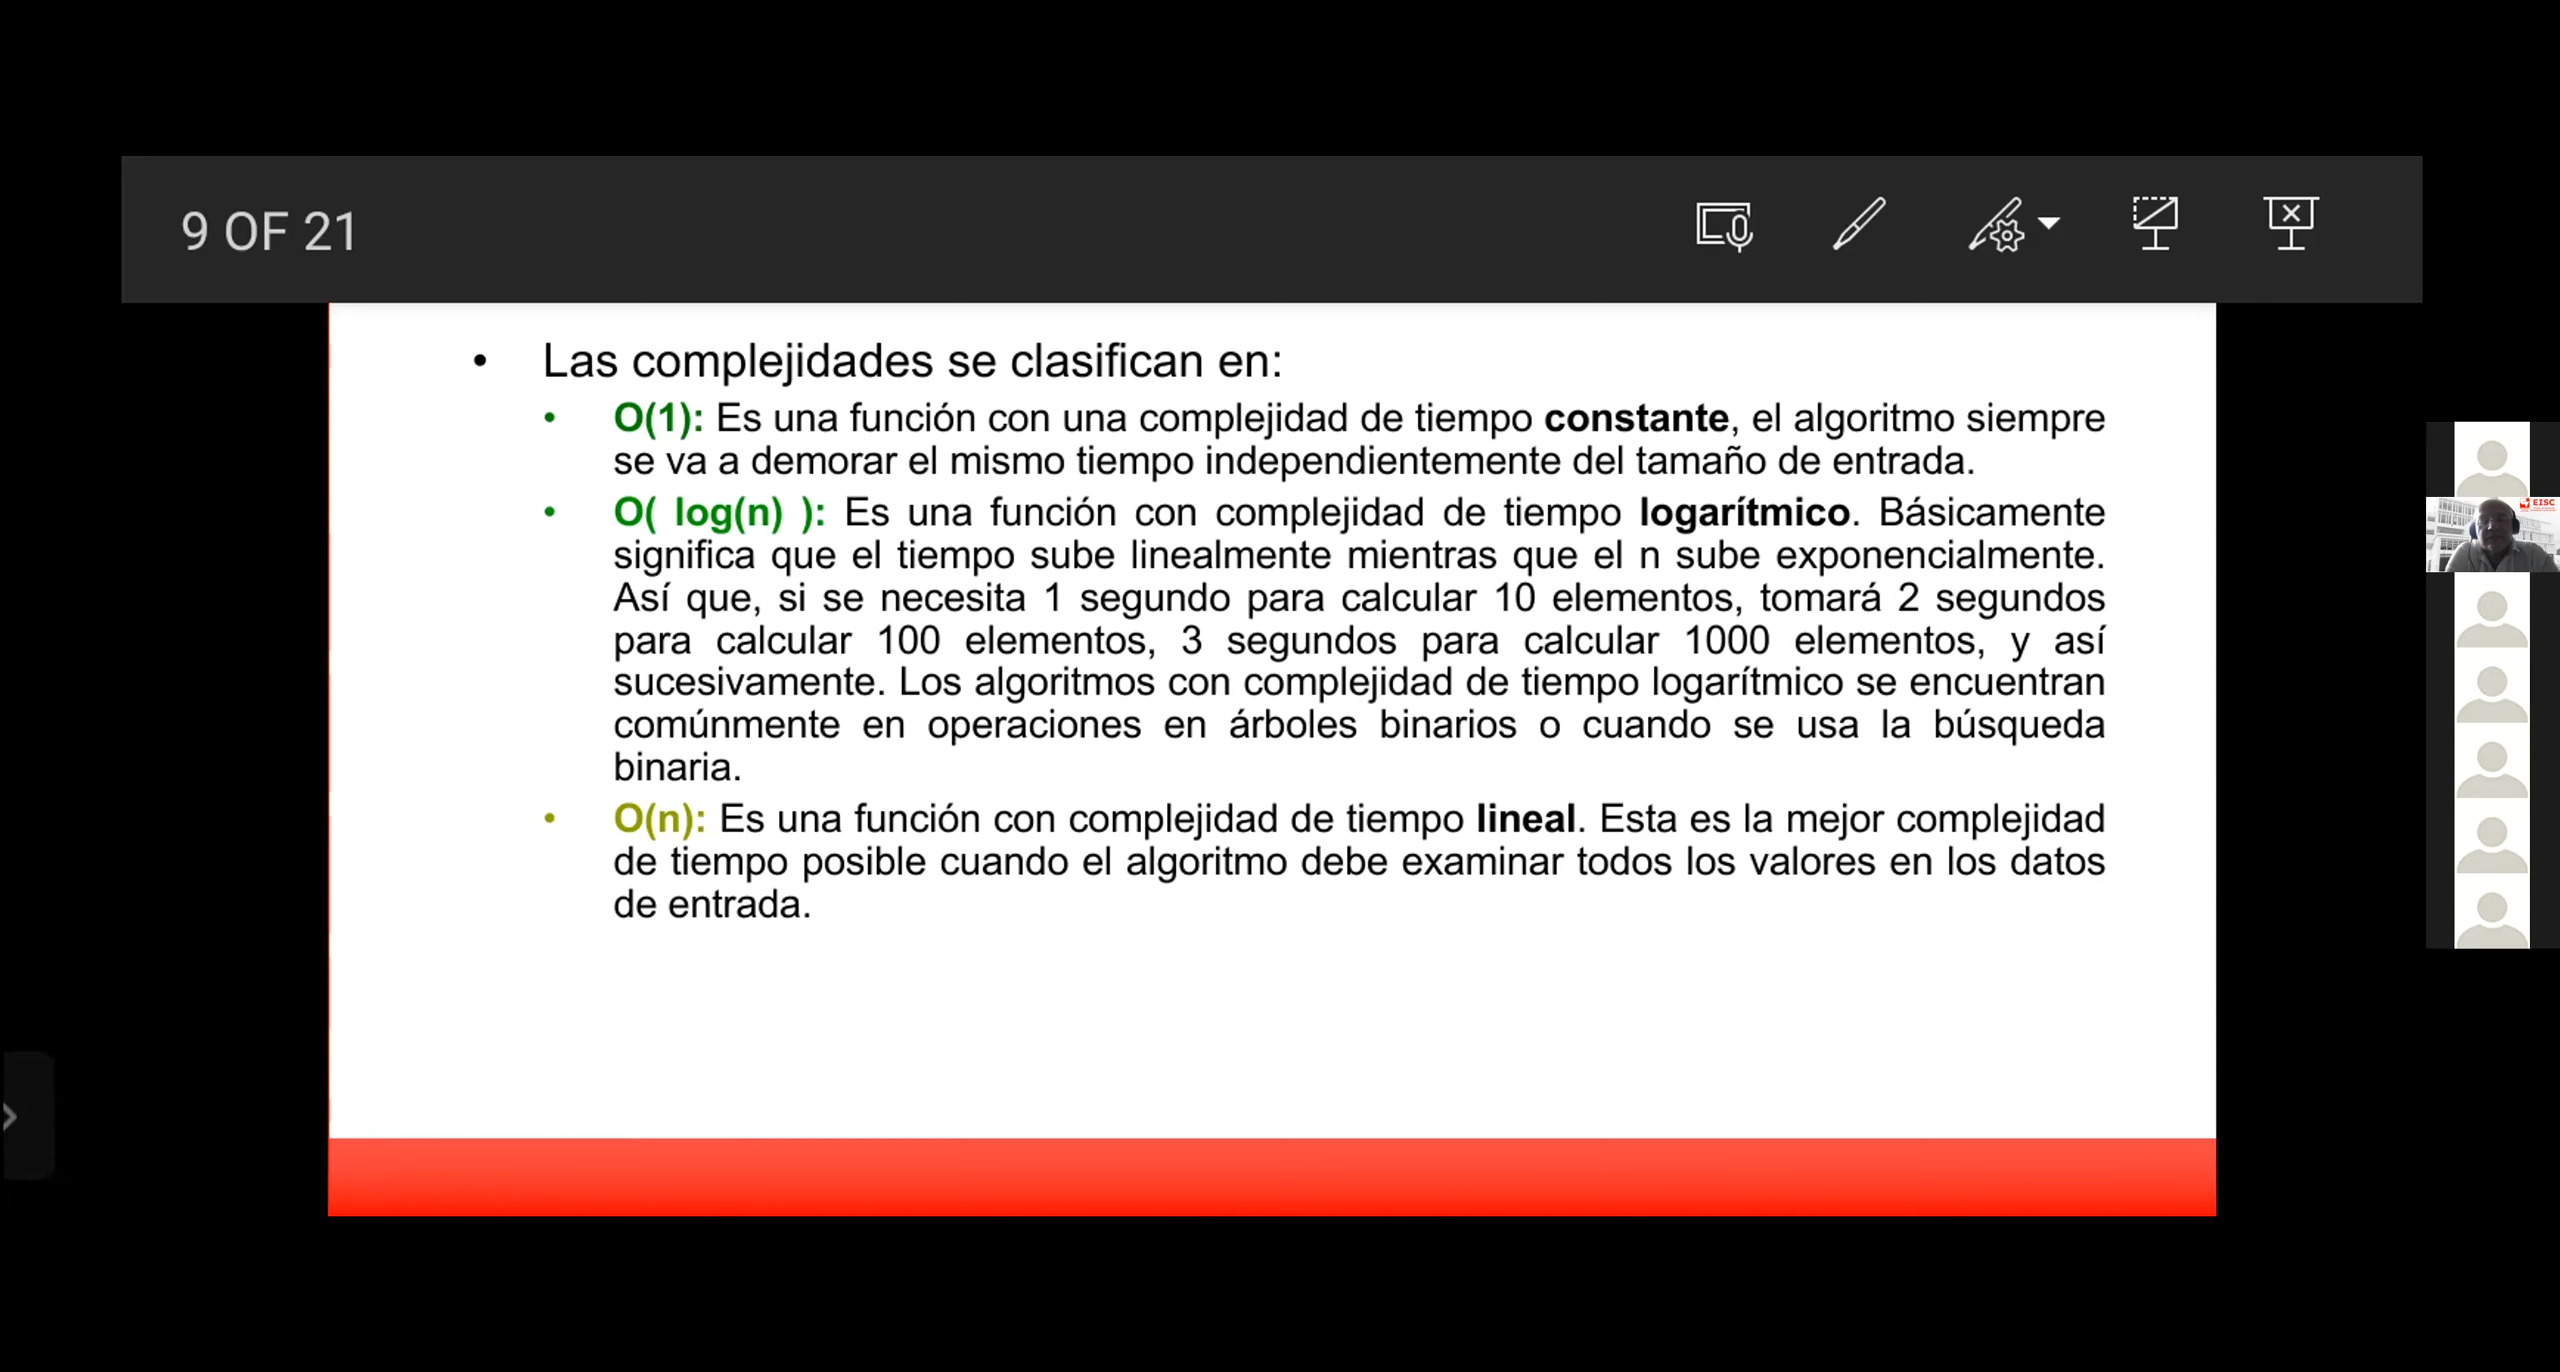 9 OF 21
• Las complejidades se clasifican en:
• O(1): Es una función con una complejidad de tiempo constante, el algoritmo siempre
se va a demorar el mismo tiempo independientemente del tamaño de entrada.
• O( log(n) ): Es una función con complejidad de tiempo logarítmico. Básicamente
significa que el tiempo sube linealmente mientras que el n sube exponencialmente.
Así que, si se necesita 1 segundo para calcular 10 elementos, tomará 2 segundos
para calcular 100 elementos, 3 segundos para calcular 1000 elementos, y así
sucesivamente. Los algoritmos con complejidad de tiempo logarítmico se encuentran
comúnmente en operaciones en árboles binarios o cuando se usa la búsqueda
binaria.
• O(n): Es una función con complejidad de tiempo lineal. Esta es la mejor complejidad
de tiempo posible cuando el algoritmo debe examinar todos los valores en los datos
de entrada.
EISC